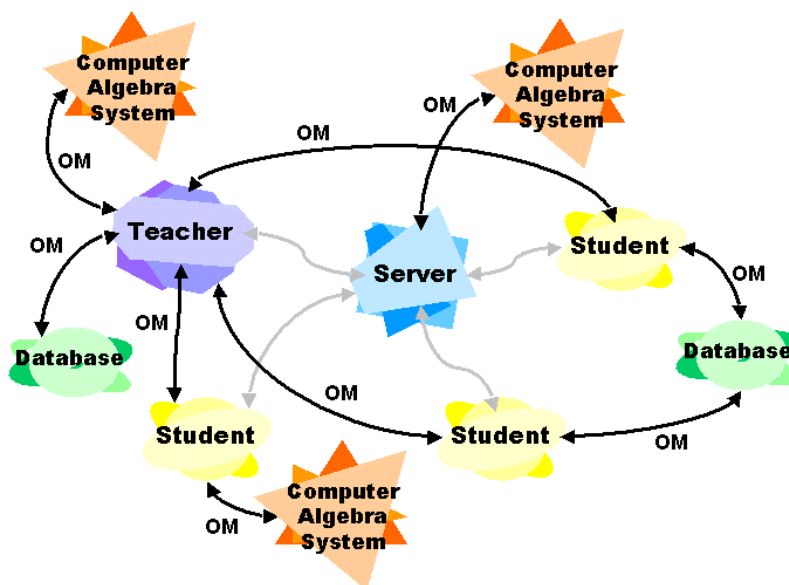 Computer
Algebra
System
Computer
Algebra
System
OM
OM
OM
Teacher
Student
OM
Server
OM
OM
Database
Database
OM
Student
Student
OM
Computer
Algebra
System
OM